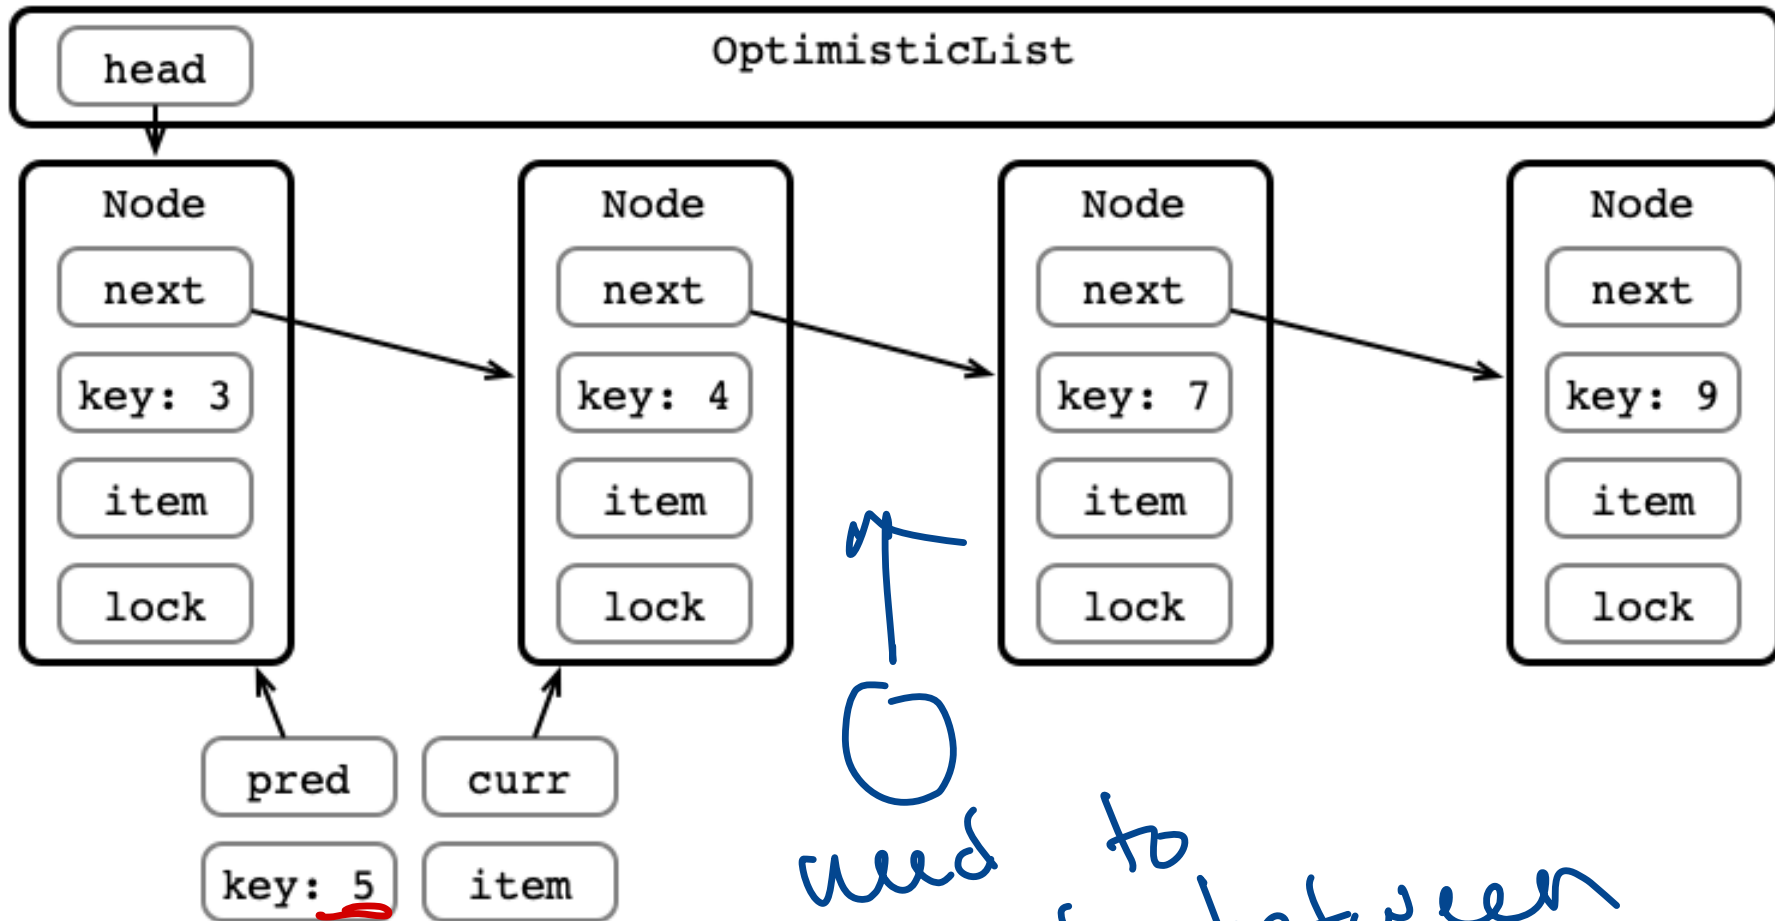 head OptimisticList
Node Node Node Node
next next next next
key: 3 key: 4 key: 7 key: 9
item item item item
lock lock lock lock
pred curr
need to
key: 5 item
between